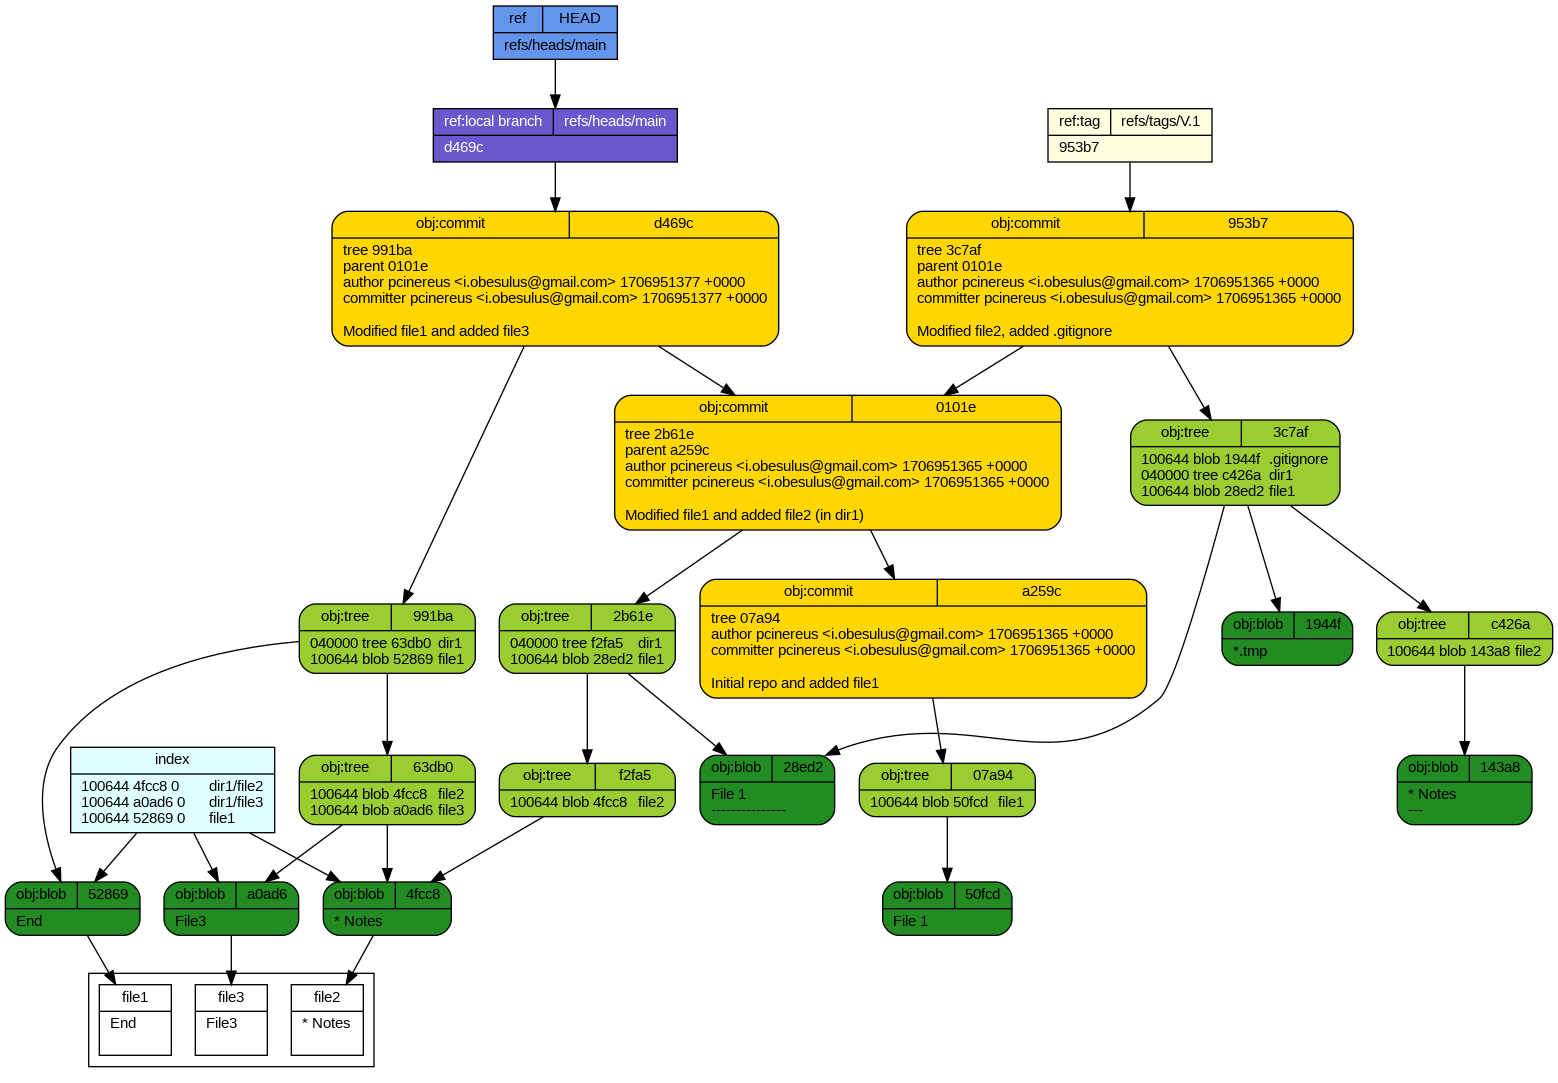 ref HEAD
refs/heads/main
ref:local branch refs/heads/main
d469c
ref:tag refs/tags/V.1
953b7
obj:commit d469c
tree 991ba
parent 0101e
author pcinereus <i.obesulus@gmail.com> 1706951377 +0000
committer pcinereus <i.obesulus@gmail.com> 1706951377 +0000
Modified file1 and added file3
obj:commit 953b7
tree 3c7af
parent 0101e
author pcinereus <i.obesulus@gmail.com> 1706951365 +0000
committer pcinereus <i.obesulus@gmail.com> 1706951365 +0000
Modified file2, added .gitignore
obj:commit 0101e
tree 2b61e
parent a259c
author pcinereus <i.obesulus@gmail.com> 1706951365 +0000
committer pcinereus <i.obesulus@gmail.com> 1706951365 +0000
Modified file1 and added file2 (in dir1)
obj:tree 3c7af
100644 blob 1944f .gitignore
040000 tree c426a dir1
100644 blob 28ed2 file1
obj:tree 991ba
040000 tree 63db0 dir1
100644 blob 52869 file1
obj:tree 2b61e
040000 tree f2fa5 dir1
100644 blob 28ed2 file1
obj:commit a259c
tree 07a94
author pcinereus <i.obesulus@gmail.com> 1706951365 +0000
committer pcinereus <i.obesulus@gmail.com> 1706951365 +0000
Initial repo and added file1
obj:blob 1944f
*.tmp
obj:tree c426a
100644 blob 143a8 file2
index
100644 4fcc8 0 dir1/file2
100644 a0ad6 0 dir1/file3
100644 52869 0 file1
obj:tree 63db0
100644 blob 4fcc8 file2
100644 blob a0ad6 file3
obj:tree f2fa5
100644 blob 4fcc8 file2
obj:blob 28ed2
File 1
---------------
obj:tree 07a94
100644 blob 50fcd file1
obj:blob 143a8
* Notes
---
obj:blob 52869
End
obj:blob a0ad6
File3
obj:blob 4fcc8
* Notes
obj:blob 50fcd
File 1
file1
End
file3
File3
file2
* Notes